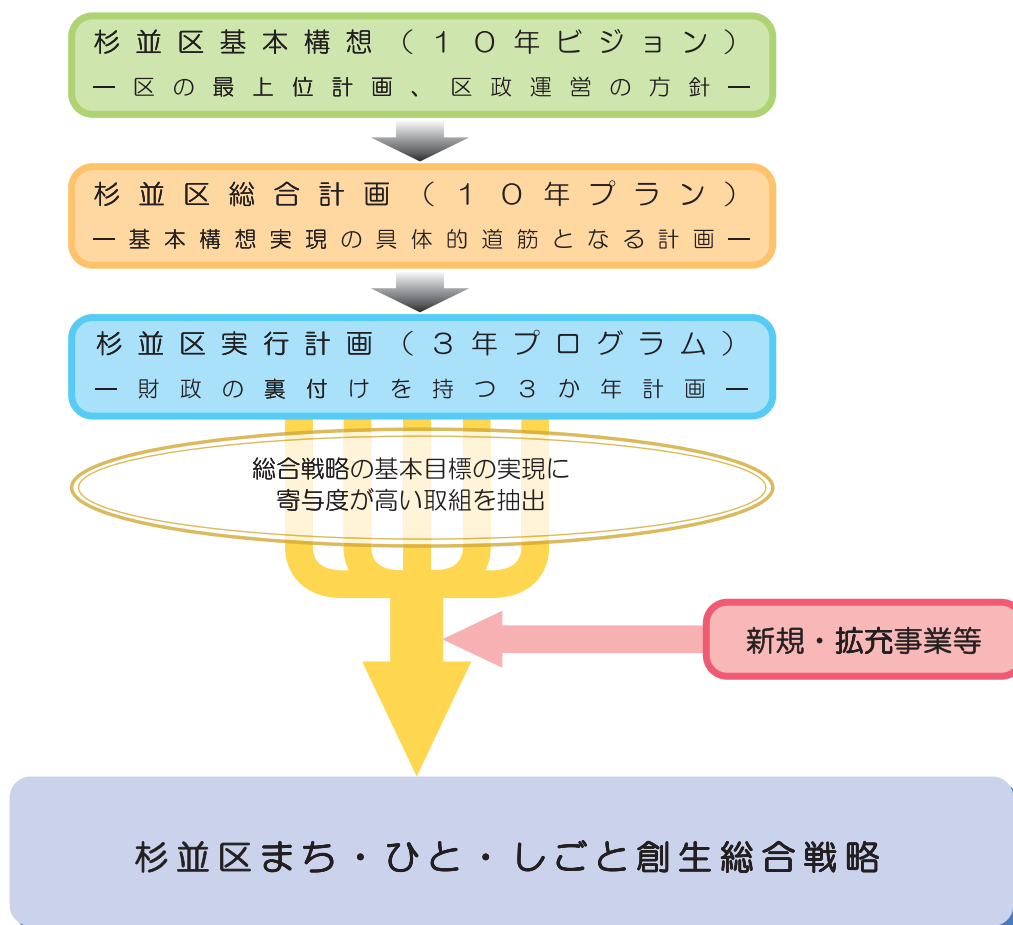 杉並区基本構想（１０年ビジョン）
― 区の最上位計画、区政運営の方針 ―
杉並区総合計画（１０年プラン）
― 基本構想実現の具体的道筋となる計画 ―
杉並区実行計画（３年プログラム）
― 財政の裏付けを持つ３か年計画 ―
総合戦略の基本目標の実現に
寄与度が高い取組を抽出
新規・拡充事業等
杉並区まち・ひと・しごと創生総合戦略